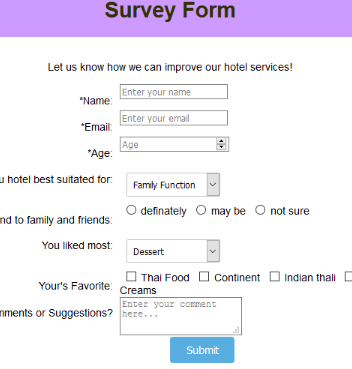 Survey Form
Let us know how we can improve our hotel services!
*Name: Enter your name
*Email: Enter your email
*Age: Age
u hotel best suitated for: Family Function
nd to family and friends: definately may be not sure
You liked most: Dessert
Your's Favorite: Thai Food Continent Indian thali
Creams
mments or Suggestions? Enter your comment
here...
Submit